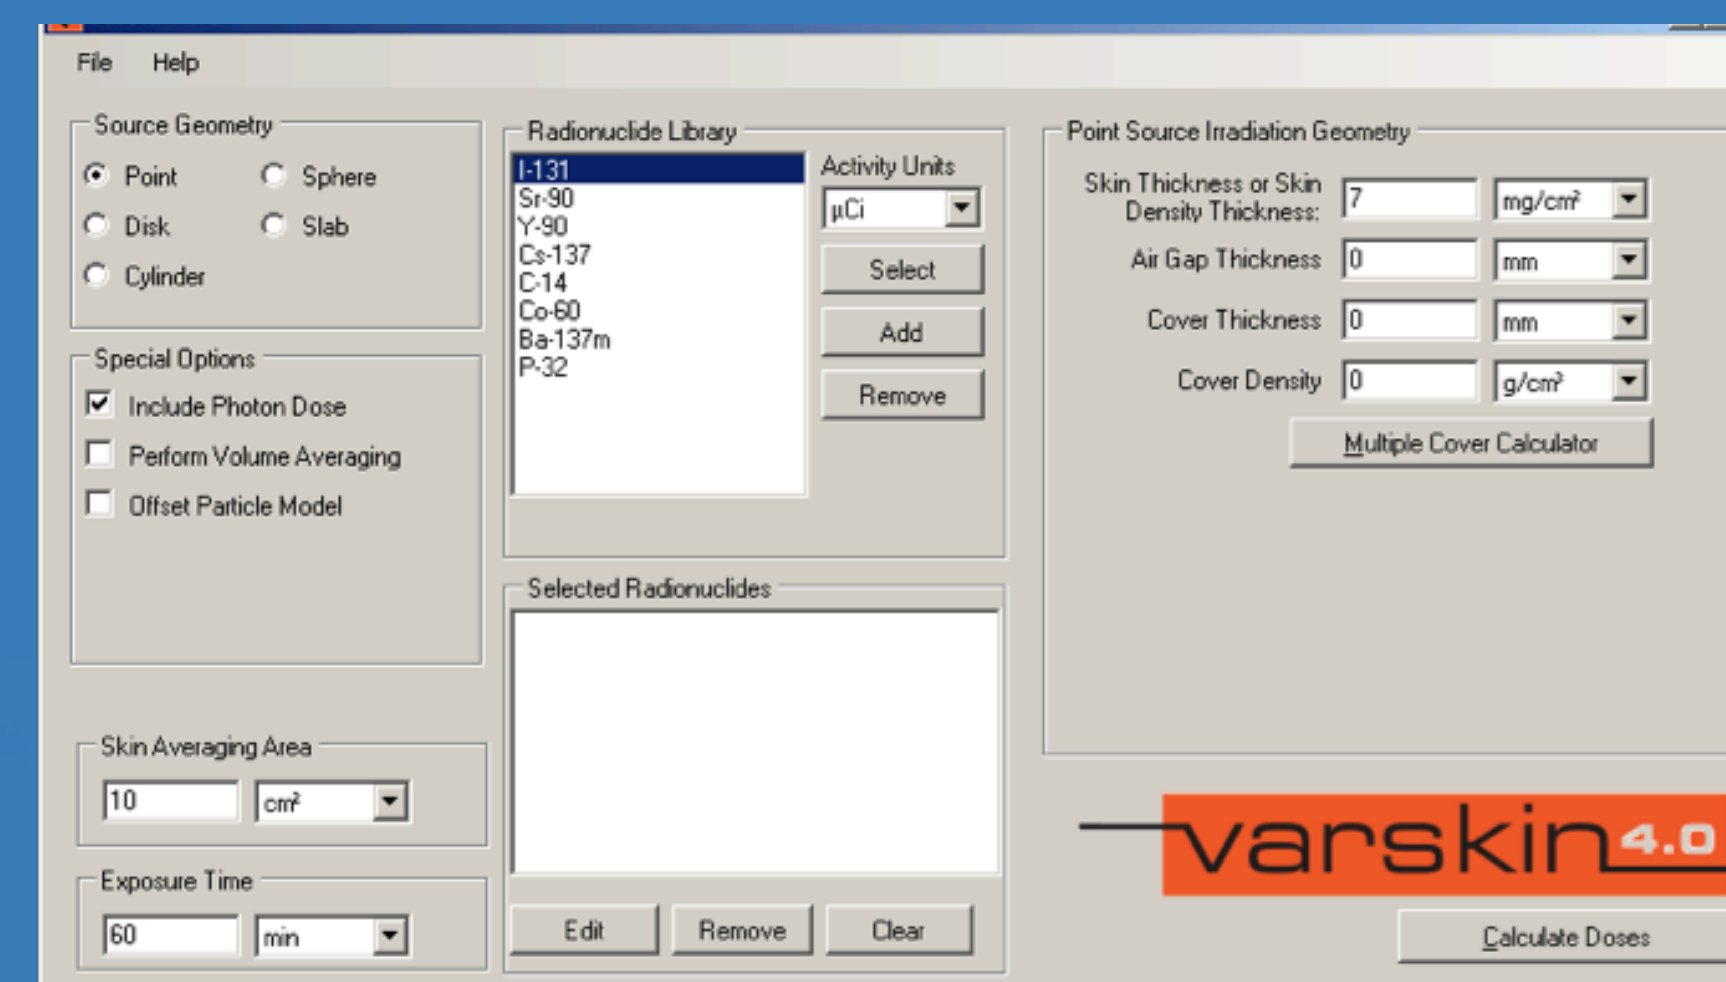 File Help
Source Geometry
Point Sphere
Disk Slab
Cylinder
Special Options
Include Photon Dose
Perform Volume Averaging
Offset Particle Model
Skin Averaging Area
10 cm²
Exposure Time
60 min
Radionuclide Library
I-131
Sr-90
Y-90
Cs-137
C-14
Co-60
Ba-137m
P-32
Activity Units
µCi
Select
Add
Remove
Selected Radionuclides
Edit Remove Clear
Point Source Irradiation Geometry
Skin Thickness or Skin
Density Thickness: 7 mg/cm²
Air Gap Thickness 0 mm
Cover Thickness 0 mm
Cover Density 0 g/cm³
Multiple Cover Calculator
varskin 4.0
Calculate Doses